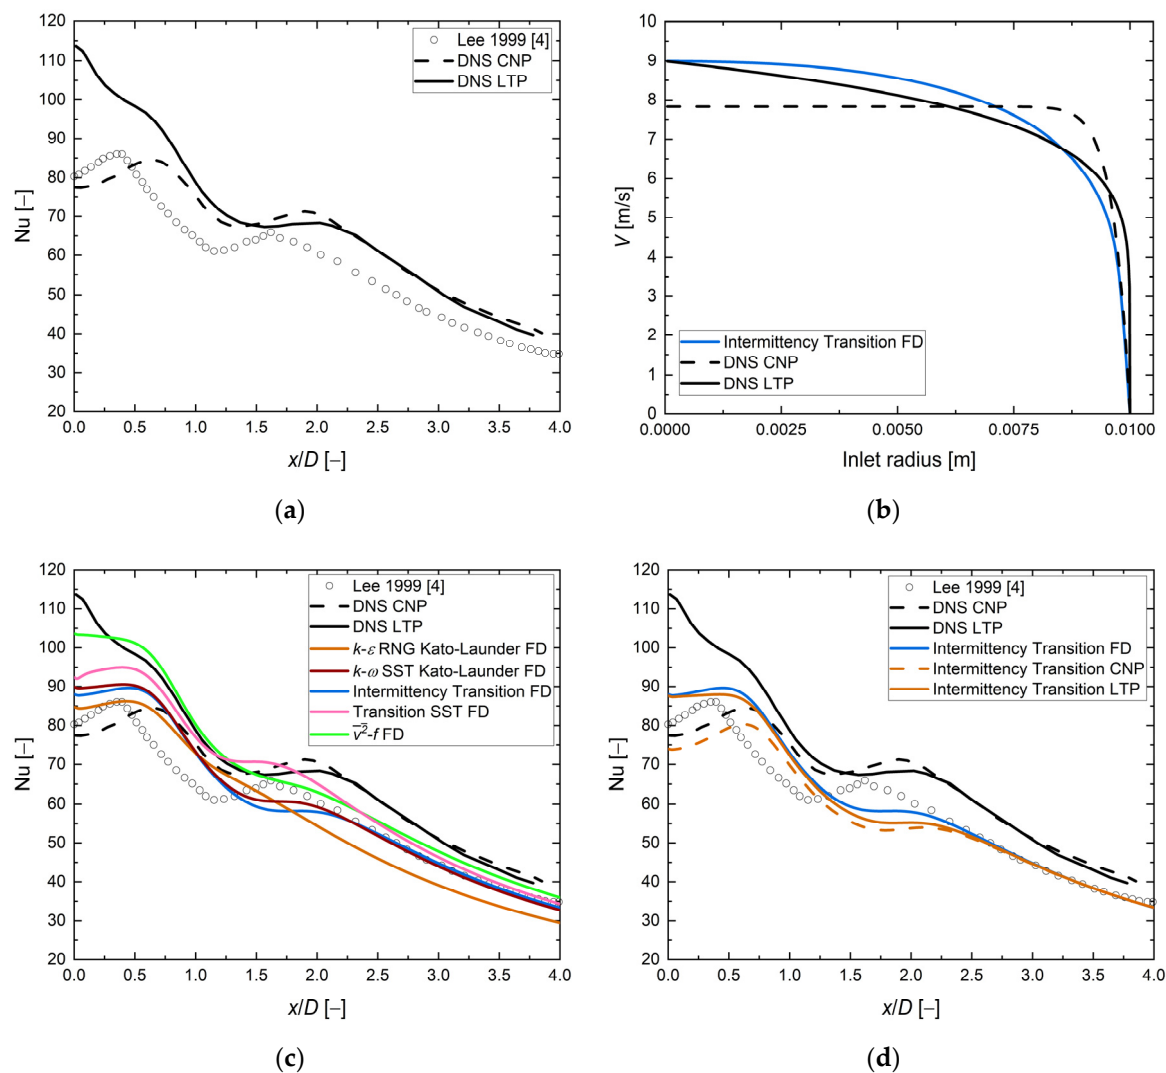 120
110
100
90
80
70
60
50
40
30
20
Nu [–]
Lee 1999 [4]
DNS CNP
DNS LTP
0.0 0.5 1.0 1.5 2.0 2.5 3.0 3.5 4.0
x/D [–]
(a)
10
9
8
7
6
5
4
3
2
1
0
V [m/s]
Intermittency Transition FD
DNS CNP
DNS LTP
0.0000 0.0025 0.0050 0.0075 0.0100
Inlet radius [m]
(b)
120
110
100
90
80
70
60
50
40
30
20
Nu [–]
Lee 1999 [4]
DNS CNP
DNS LTP
k-ε RNG Kato-Launder FD
k-ω SST Kato-Launder FD
Intermittency Transition FD
Transition SST FD
v̅²-f FD
0.0 0.5 1.0 1.5 2.0 2.5 3.0 3.5 4.0
x/D [–]
(c)
120
110
100
90
80
70
60
50
40
30
20
Nu [–]
Lee 1999 [4]
DNS CNP
DNS LTP
Intermittency Transition FD
Intermittency Transition CNP
Intermittency Transition LTP
0.0 0.5 1.0 1.5 2.0 2.5 3.0 3.5 4.0
x/D [–]
(d)